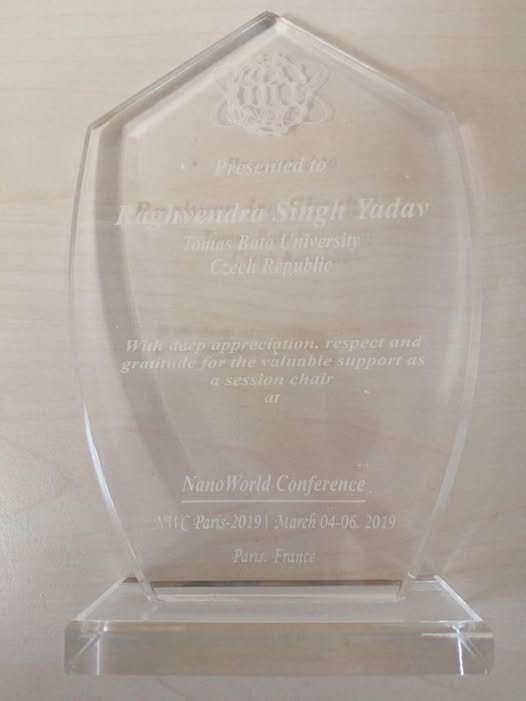 Presented to
Raghvendra Singh Yadav
Tomas Bata University
Czech Republic
With deep appreciation, respect and
gratitude for the valuable support as
a session chair
at
NanoWorld Conference
NWC Paris-2019 | March 04-06, 2019
Paris, France